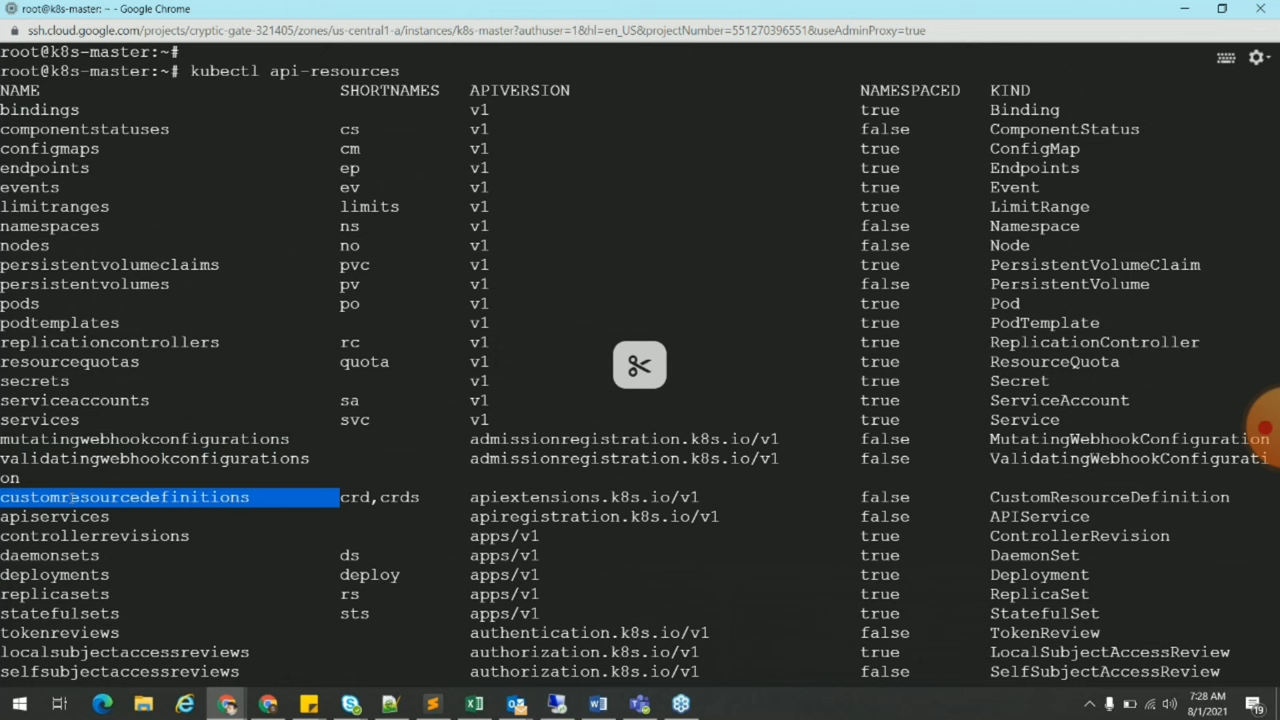 root@k8s-master: ~ - Google Chrome
ssh.cloud.google.com/projects/cryptic-gate-321405/zones/us-central1-a/instances/k8s-master?authuser=1&hl=en_US&projectNumber=551270396551&useAdminProxy=true
root@k8s-master:~#
root@k8s-master:~# kubectl api-resources
NAME SHORTNAMES APIVERSION NAMESPACED KIND
bindings v1 true Binding
componentstatuses cs v1 false ComponentStatus
configmaps cm v1 true ConfigMap
endpoints ep v1 true Endpoints
events ev v1 true Event
limitranges limits v1 true LimitRange
namespaces ns v1 false Namespace
nodes no v1 false Node
persistentvolumeclaims pvc v1 true PersistentVolumeClaim
persistentvolumes pv v1 false PersistentVolume
pods po v1 true Pod
podtemplates v1 true PodTemplate
replicationcontrollers rc v1 true ReplicationController
resourcequotas quota v1 true ResourceQuota
secrets v1 true Secret
serviceaccounts sa v1 true ServiceAccount
services svc v1 true Service
mutatingwebhookconfigurations admissionregistration.k8s.io/v1 false MutatingWebhookConfiguration
validatingwebhookconfigurations admissionregistration.k8s.io/v1 false ValidatingWebhookConfigurati
on
customresourcedefinitions crd,crds apiextensions.k8s.io/v1 false CustomResourceDefinition
apiservices apiregistration.k8s.io/v1 false APIService
controllerrevisions apps/v1 true ControllerRevision
daemonsets ds apps/v1 true DaemonSet
deployments deploy apps/v1 true Deployment
replicasets rs apps/v1 true ReplicaSet
statefulsets sts apps/v1 true StatefulSet
tokenreviews authentication.k8s.io/v1 false TokenReview
localsubjectaccessreviews authorization.k8s.io/v1 true LocalSubjectAccessReview
selfsubjectaccessreviews authorization.k8s.io/v1 false SelfSubjectAccessReview
7:28 AM
8/1/2021
19